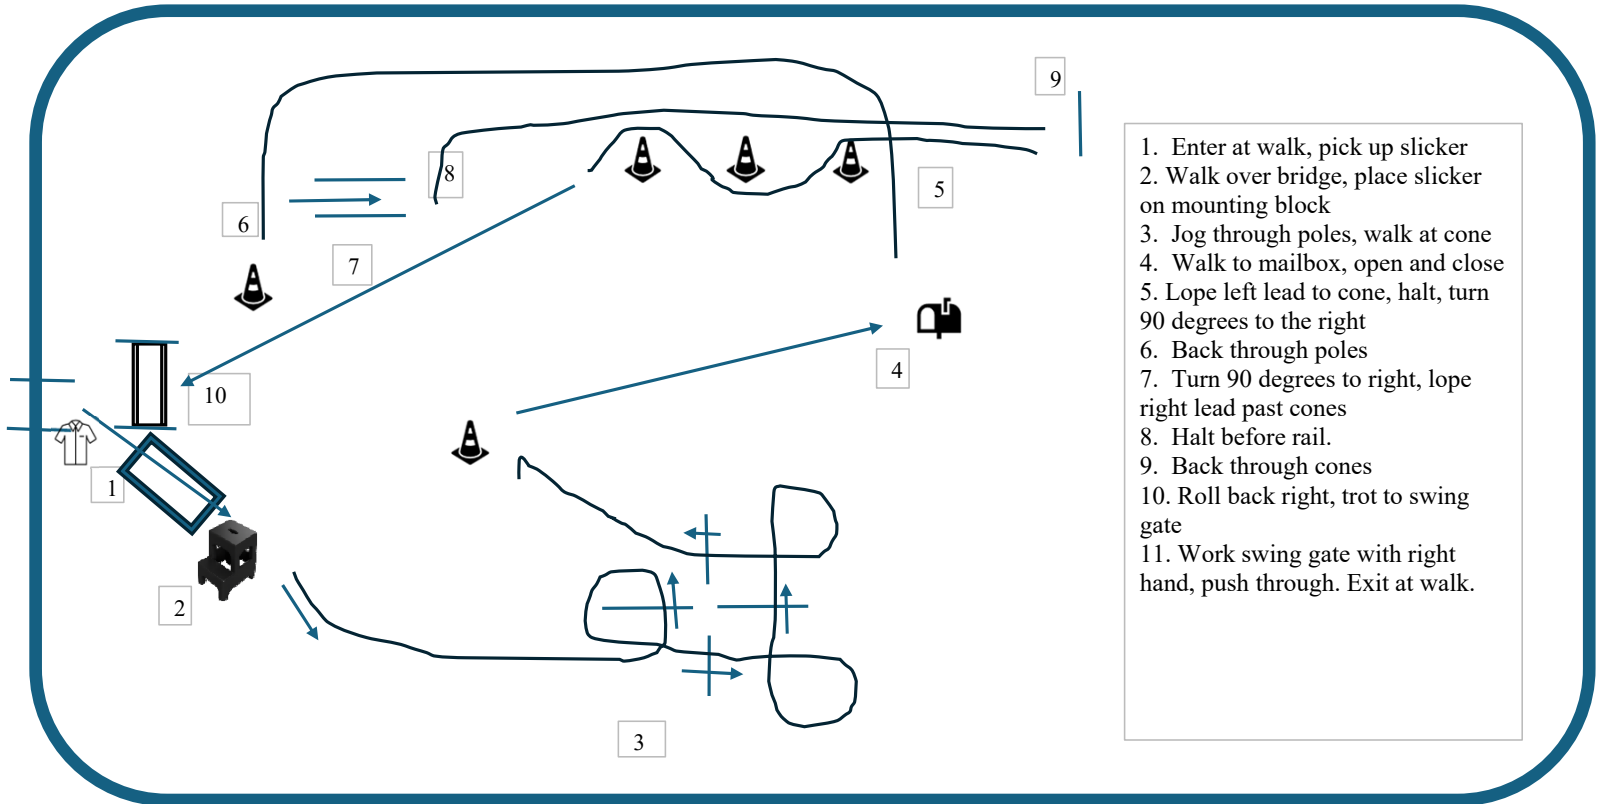 9
8
5
6
7
10
4
1
2
3
1. Enter at walk, pick up slicker
2. Walk over bridge, place slicker
on mounting block
3. Jog through poles, walk at cone
4. Walk to mailbox, open and close
5. Lope left lead to cone, halt, turn
90 degrees to the right
6. Back through poles
7. Turn 90 degrees to right, lope
right lead past cones
8. Halt before rail.
9. Back through cones
10. Roll back right, trot to swing
gate
11. Work swing gate with right
hand, push through. Exit at walk.